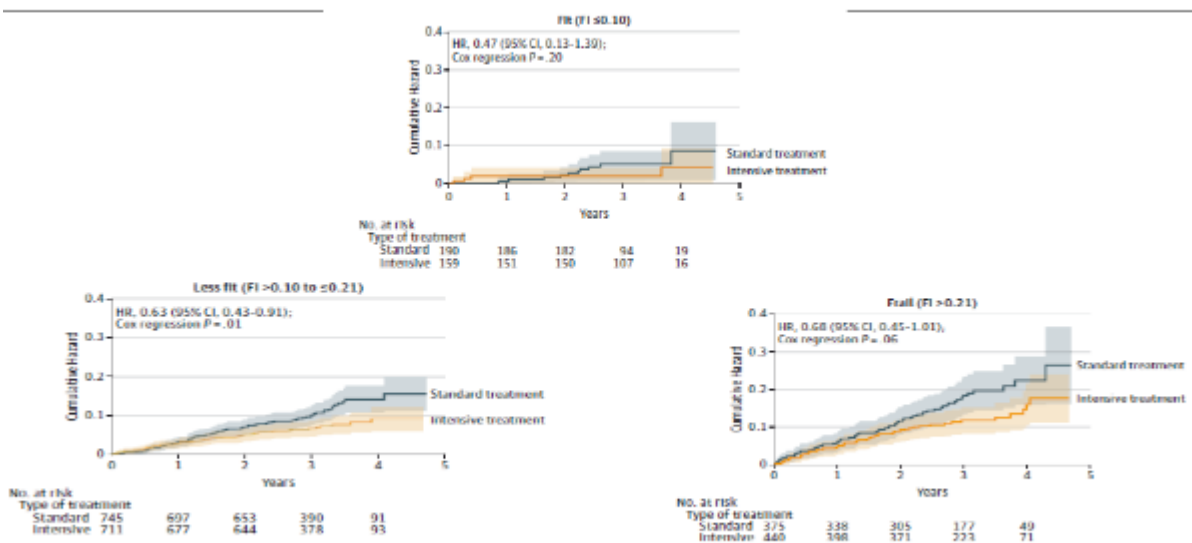 Fit (FI ≤0.10)
HR, 0.47 (95% CI, 0.13–1.39);
Cox regression P=.20
Cumulative Hazard
0.4
0.3
0.2
0.1
0
Standard treatment
Intensive treatment
0 1 2 3 4 5
Years
No. at risk
Type of treatment
Standard 190 186 182 94 19
Intensive 159 151 150 107 16
Less fit (FI >0.10 to ≤0.21)
HR, 0.63 (95% CI, 0.43–0.91);
Cox regression P=.01
Cumulative Hazard
0.4
0.3
0.2
0.1
0
Standard treatment
Intensive treatment
0 1 2 3 4 5
Years
No. at risk
Type of treatment
Standard 745 697 653 390 91
Intensive 711 677 644 378 93
Frail (FI >0.21)
HR, 0.68 (95% CI, 0.45–1.01),
Cox regression P=.06
Cumulative Hazard
0.4
0.3
0.2
0.1
0
Standard treatment
Intensive treatment
0 1 2 3 4 5
Years
No. at risk
Type of treatment
Standard 375 338 305 177 49
Intensive 440 398 371 223 71